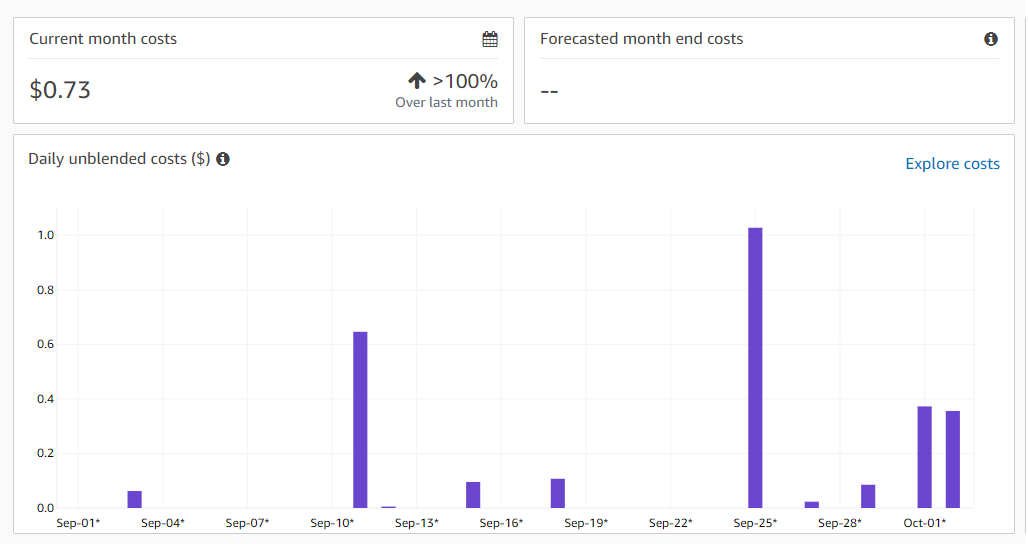 Current month costs
$0.73
>100%
Over last month
Forecasted month end costs
--
Daily unblended costs ($)
Explore costs
1.0
0.8
0.6
0.4
0.2
0.0
Sep-01* Sep-04* Sep-07* Sep-10* Sep-13* Sep-16* Sep-19* Sep-22* Sep-25* Sep-28* Oct-01*